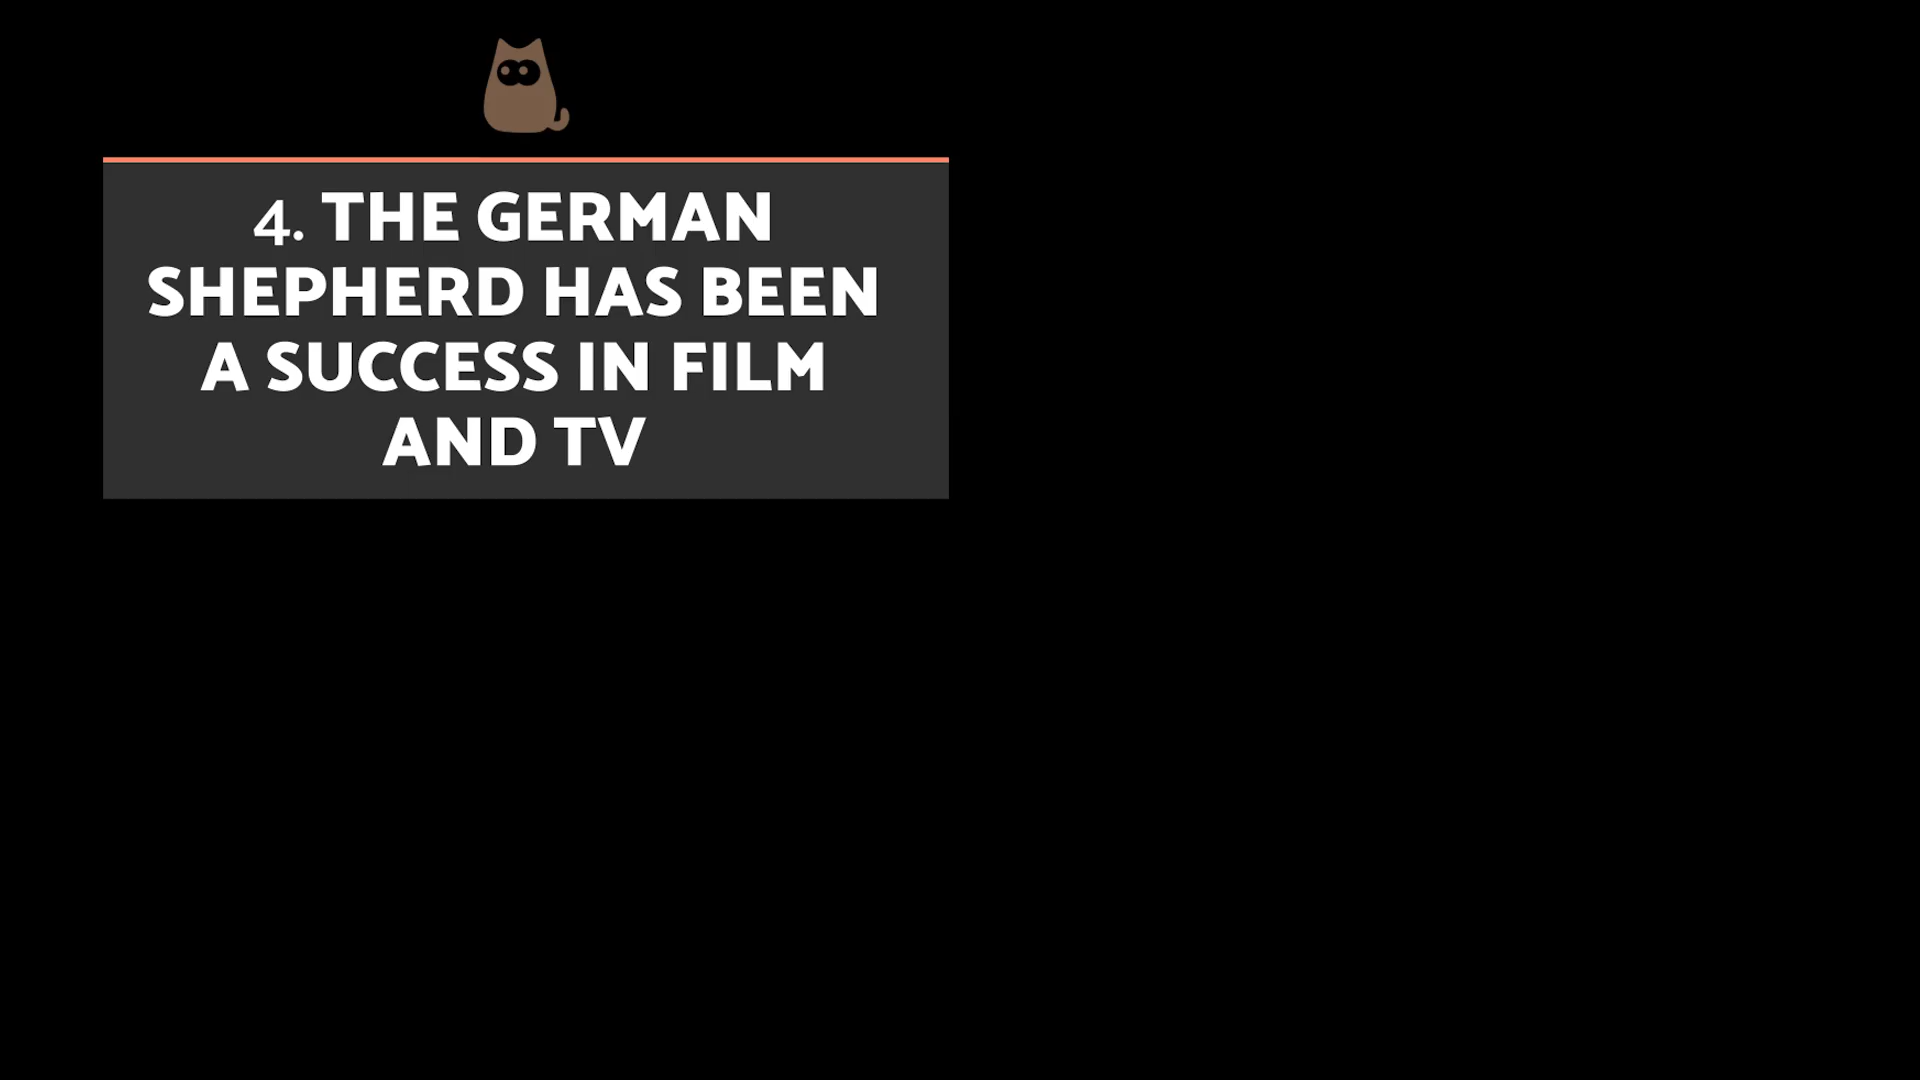 4. THE GERMAN
SHEPHERD HAS BEEN
A SUCCESS IN FILM
AND TV